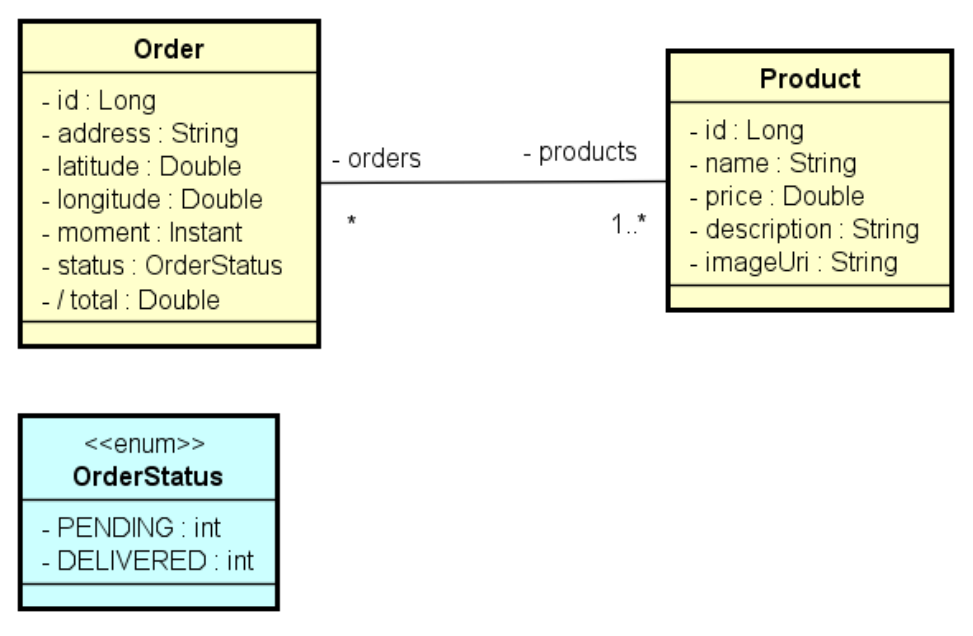 Order
- id : Long
- address : String
- latitude : Double
- longitude : Double
- moment : Instant
- status : OrderStatus
- / total : Double
- orders
*
- products
1..*
Product
- id : Long
- name : String
- price : Double
- description : String
- imageUri : String
<<enum>>
OrderStatus
- PENDING : int
- DELIVERED : int